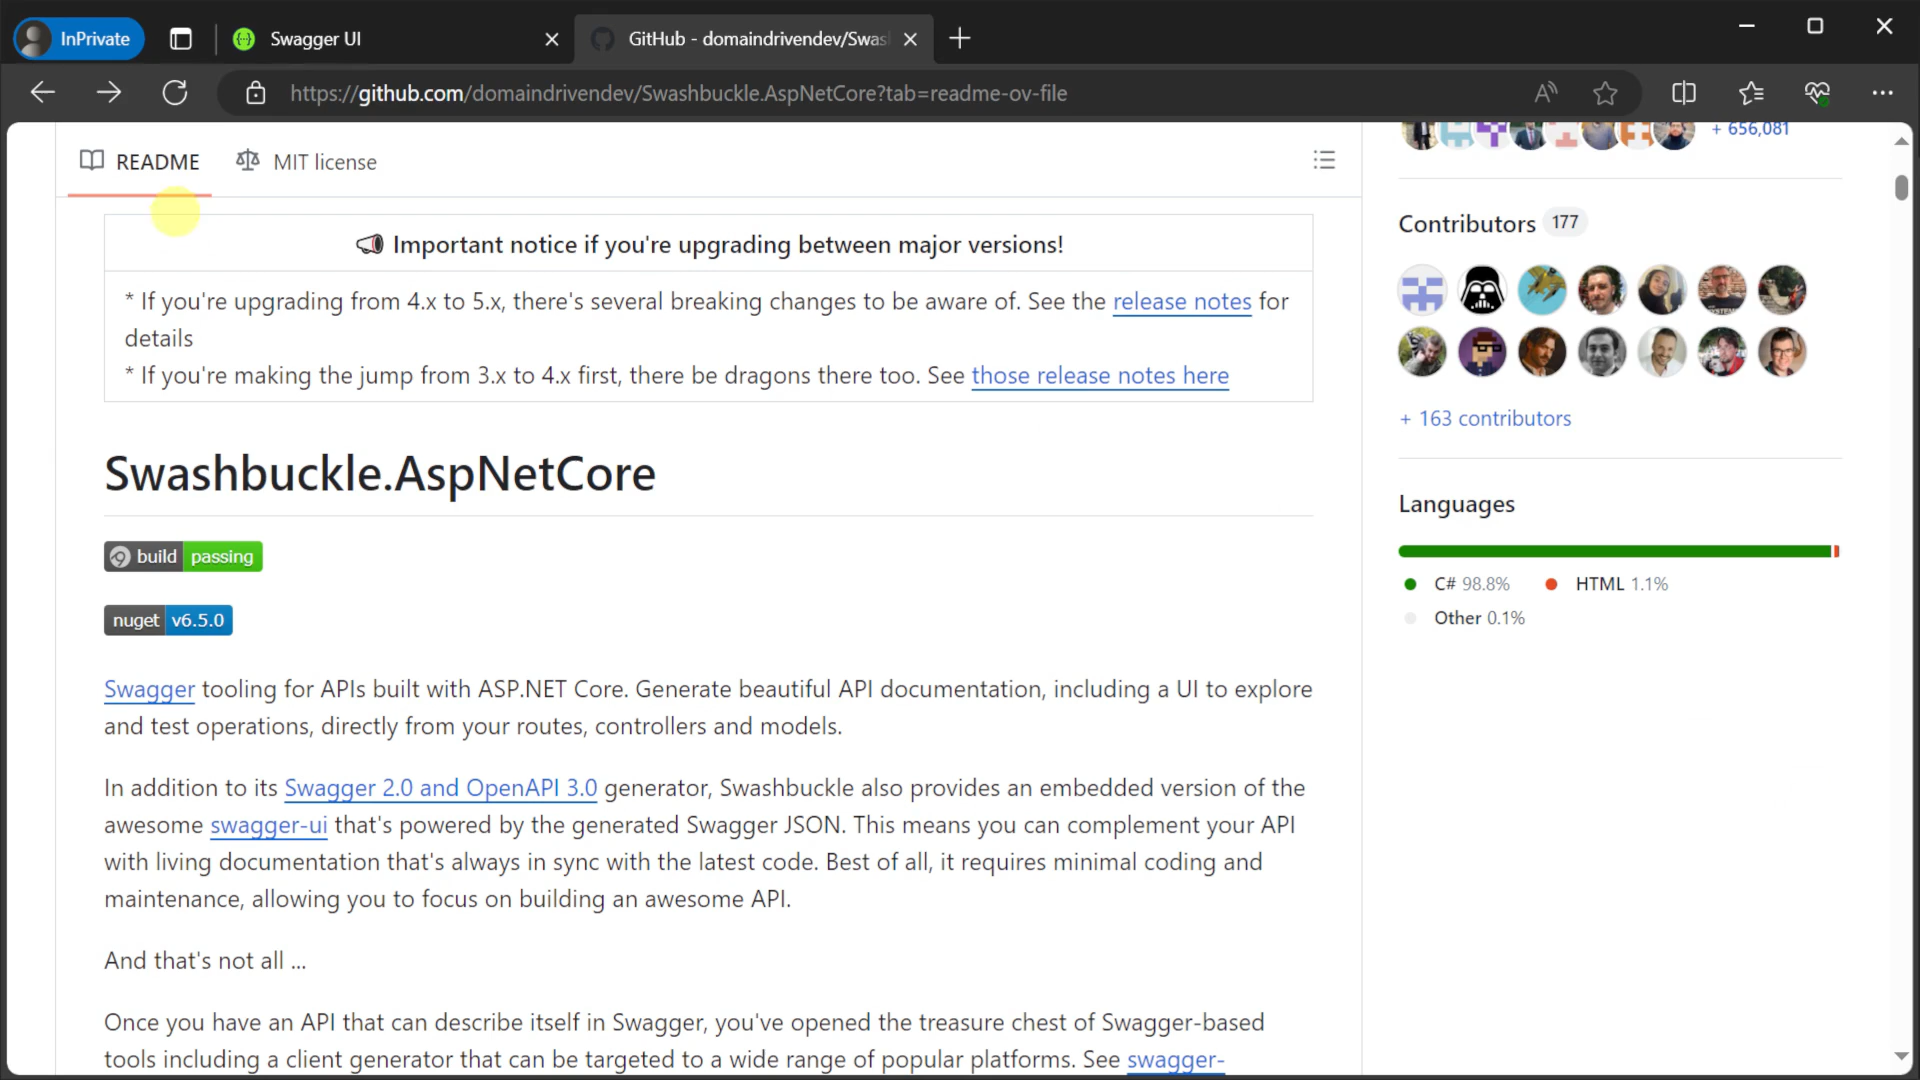 InPrivate
Swagger UI
GitHub - domaindrivendev/Swas
https://github.com/domaindrivendev/Swashbuckle.AspNetCore?tab=readme-ov-file
README
MIT license
Important notice if you're upgrading between major versions!
* If you're upgrading from 4.x to 5.x, there's several breaking changes to be aware of. See the release notes for
details
* If you're making the jump from 3.x to 4.x first, there be dragons there too. See those release notes here
Swashbuckle.AspNetCore
build passing
nuget v6.5.0
Swagger tooling for APIs built with ASP.NET Core. Generate beautiful API documentation, including a UI to explore
and test operations, directly from your routes, controllers and models.
In addition to its Swagger 2.0 and OpenAPI 3.0 generator, Swashbuckle also provides an embedded version of the
awesome swagger-ui that's powered by the generated Swagger JSON. This means you can complement your API
with living documentation that's always in sync with the latest code. Best of all, it requires minimal coding and
maintenance, allowing you to focus on building an awesome API.
And that's not all ...
Once you have an API that can describe itself in Swagger, you've opened the treasure chest of Swagger-based
tools including a client generator that can be targeted to a wide range of popular platforms. See swagger-
+ 656,081
Contributors 177
+ 163 contributors
Languages
C# 98.8%
HTML 1.1%
Other 0.1%